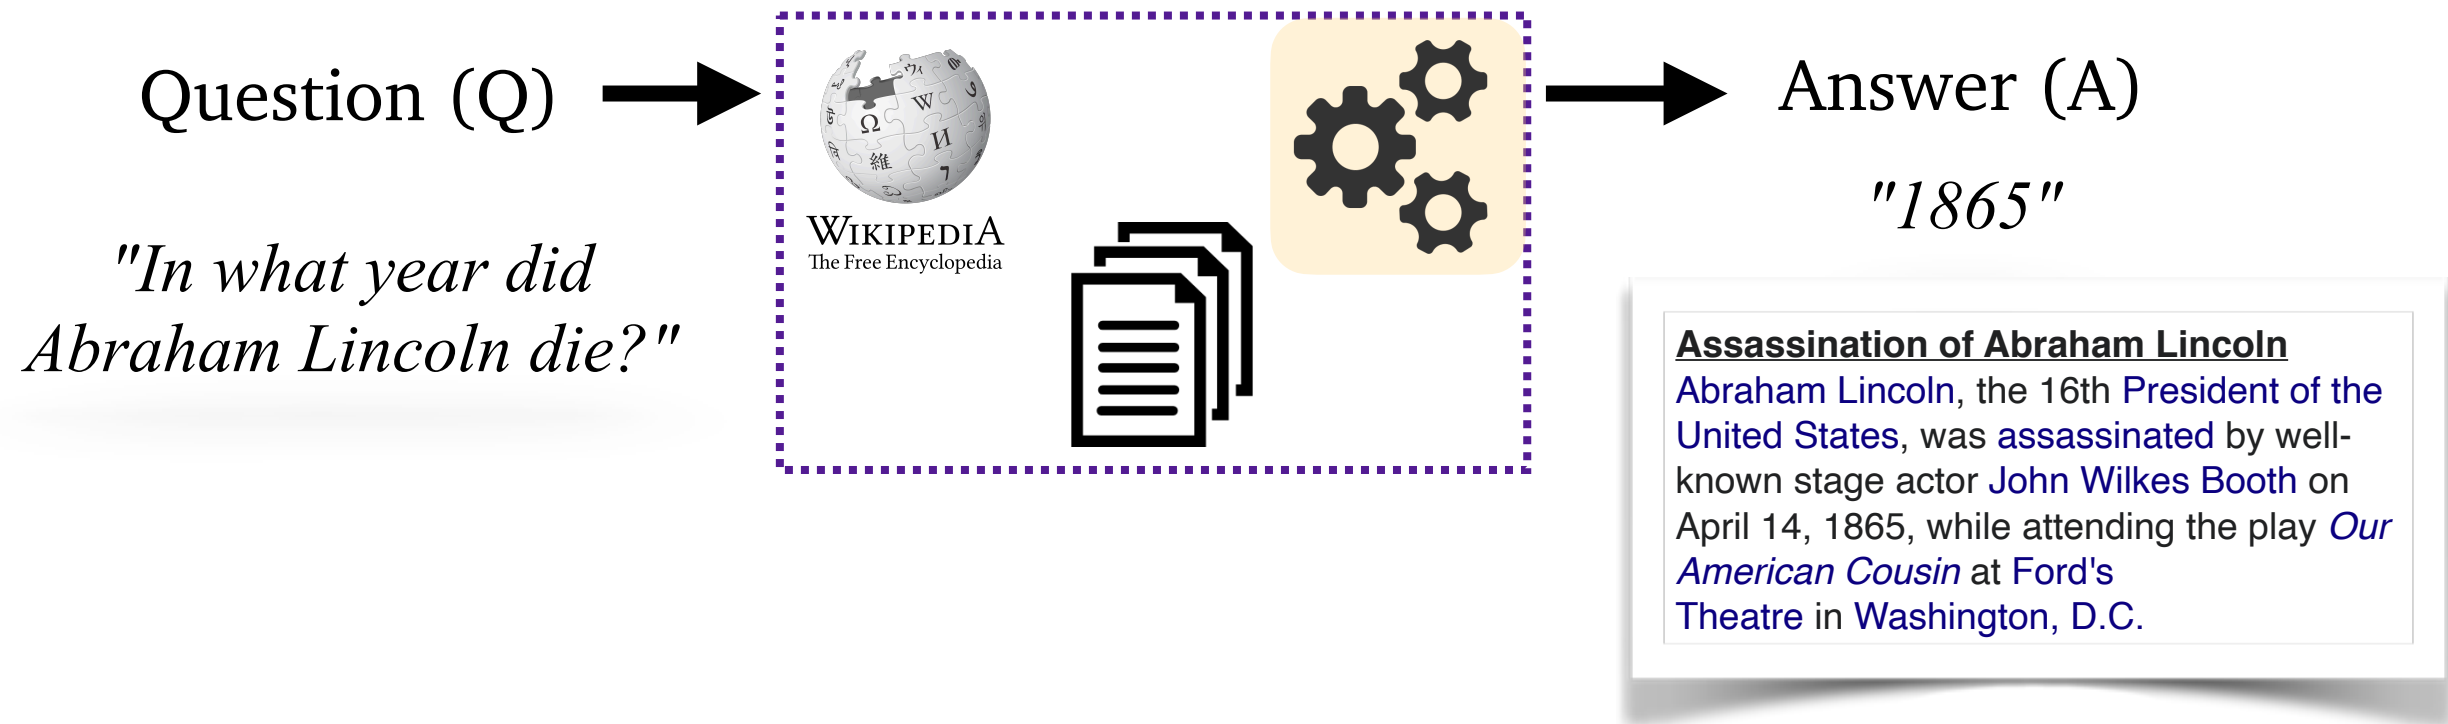 Question (Q)
"In what year did
Abraham Lincoln die?"
W
Ω
И
維
WIKIPEDIA
The Free Encyclopedia
Answer (A)
"1865"
Assassination of Abraham Lincoln
Abraham Lincoln, the 16th President of the
United States, was assassinated by well-
known stage actor John Wilkes Booth on
April 14, 1865, while attending the play Our
American Cousin at Ford's
Theatre in Washington, D.C.